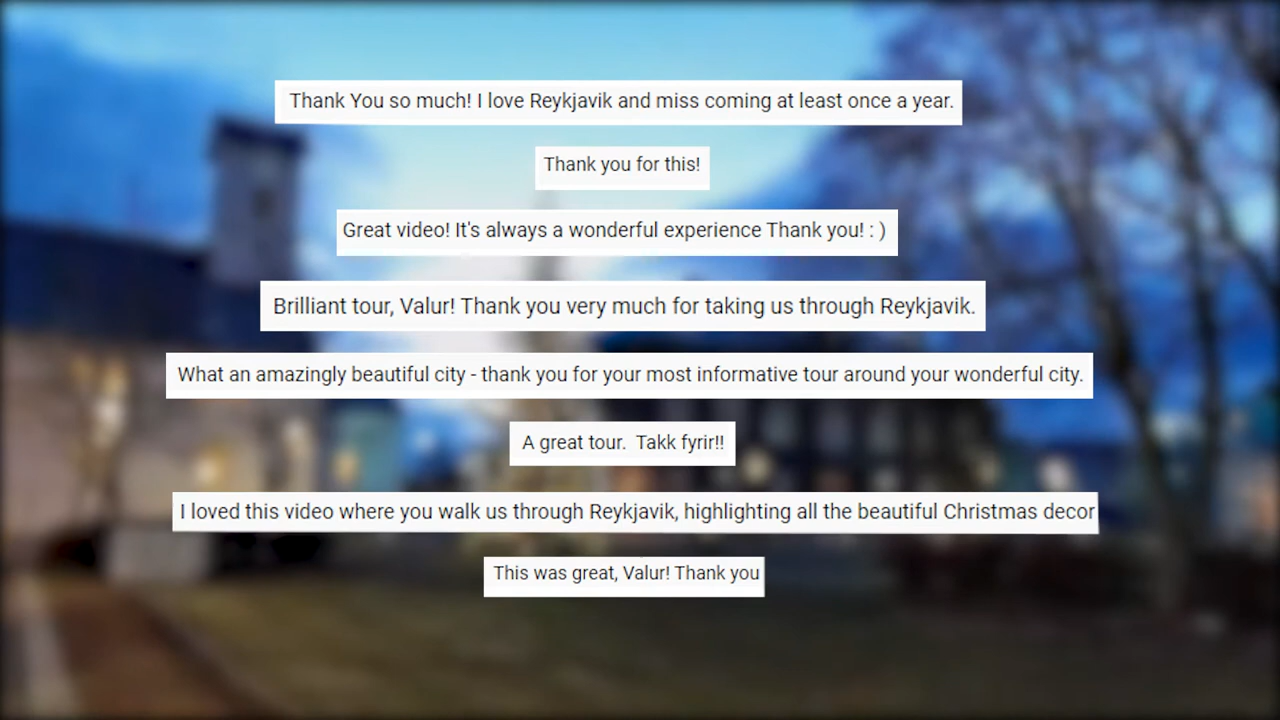 Thank You so much! I love Reykjavik and miss coming at least once a year.
Thank you for this!
Great video! It's always a wonderful experience Thank you! : )
Brilliant tour, Valur! Thank you very much for taking us through Reykjavik.
What an amazingly beautiful city - thank you for your most informative tour around your wonderful city.
A great tour.  Takk fyrir!!
I loved this video where you walk us through Reykjavik, highlighting all the beautiful Christmas decor
This was great, Valur! Thank you